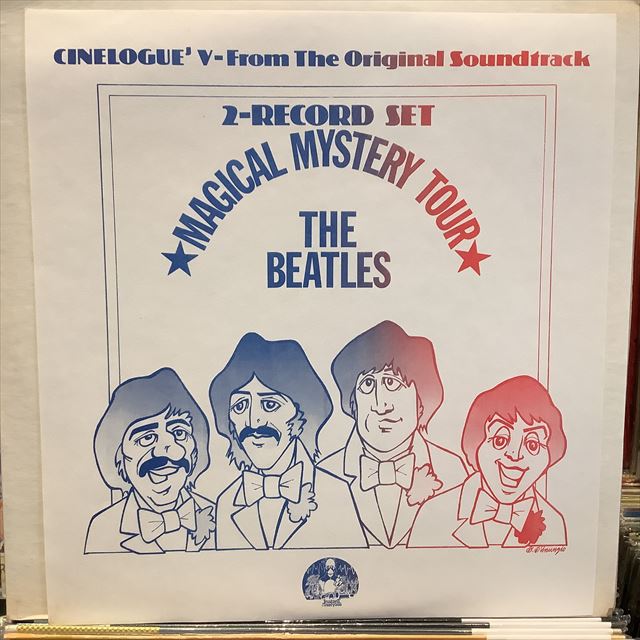 CINELOGUE' V-From The Original Soundtrack
2-RECORD SET
MAGICAL MYSTERY TOUR
THE
BEATLES